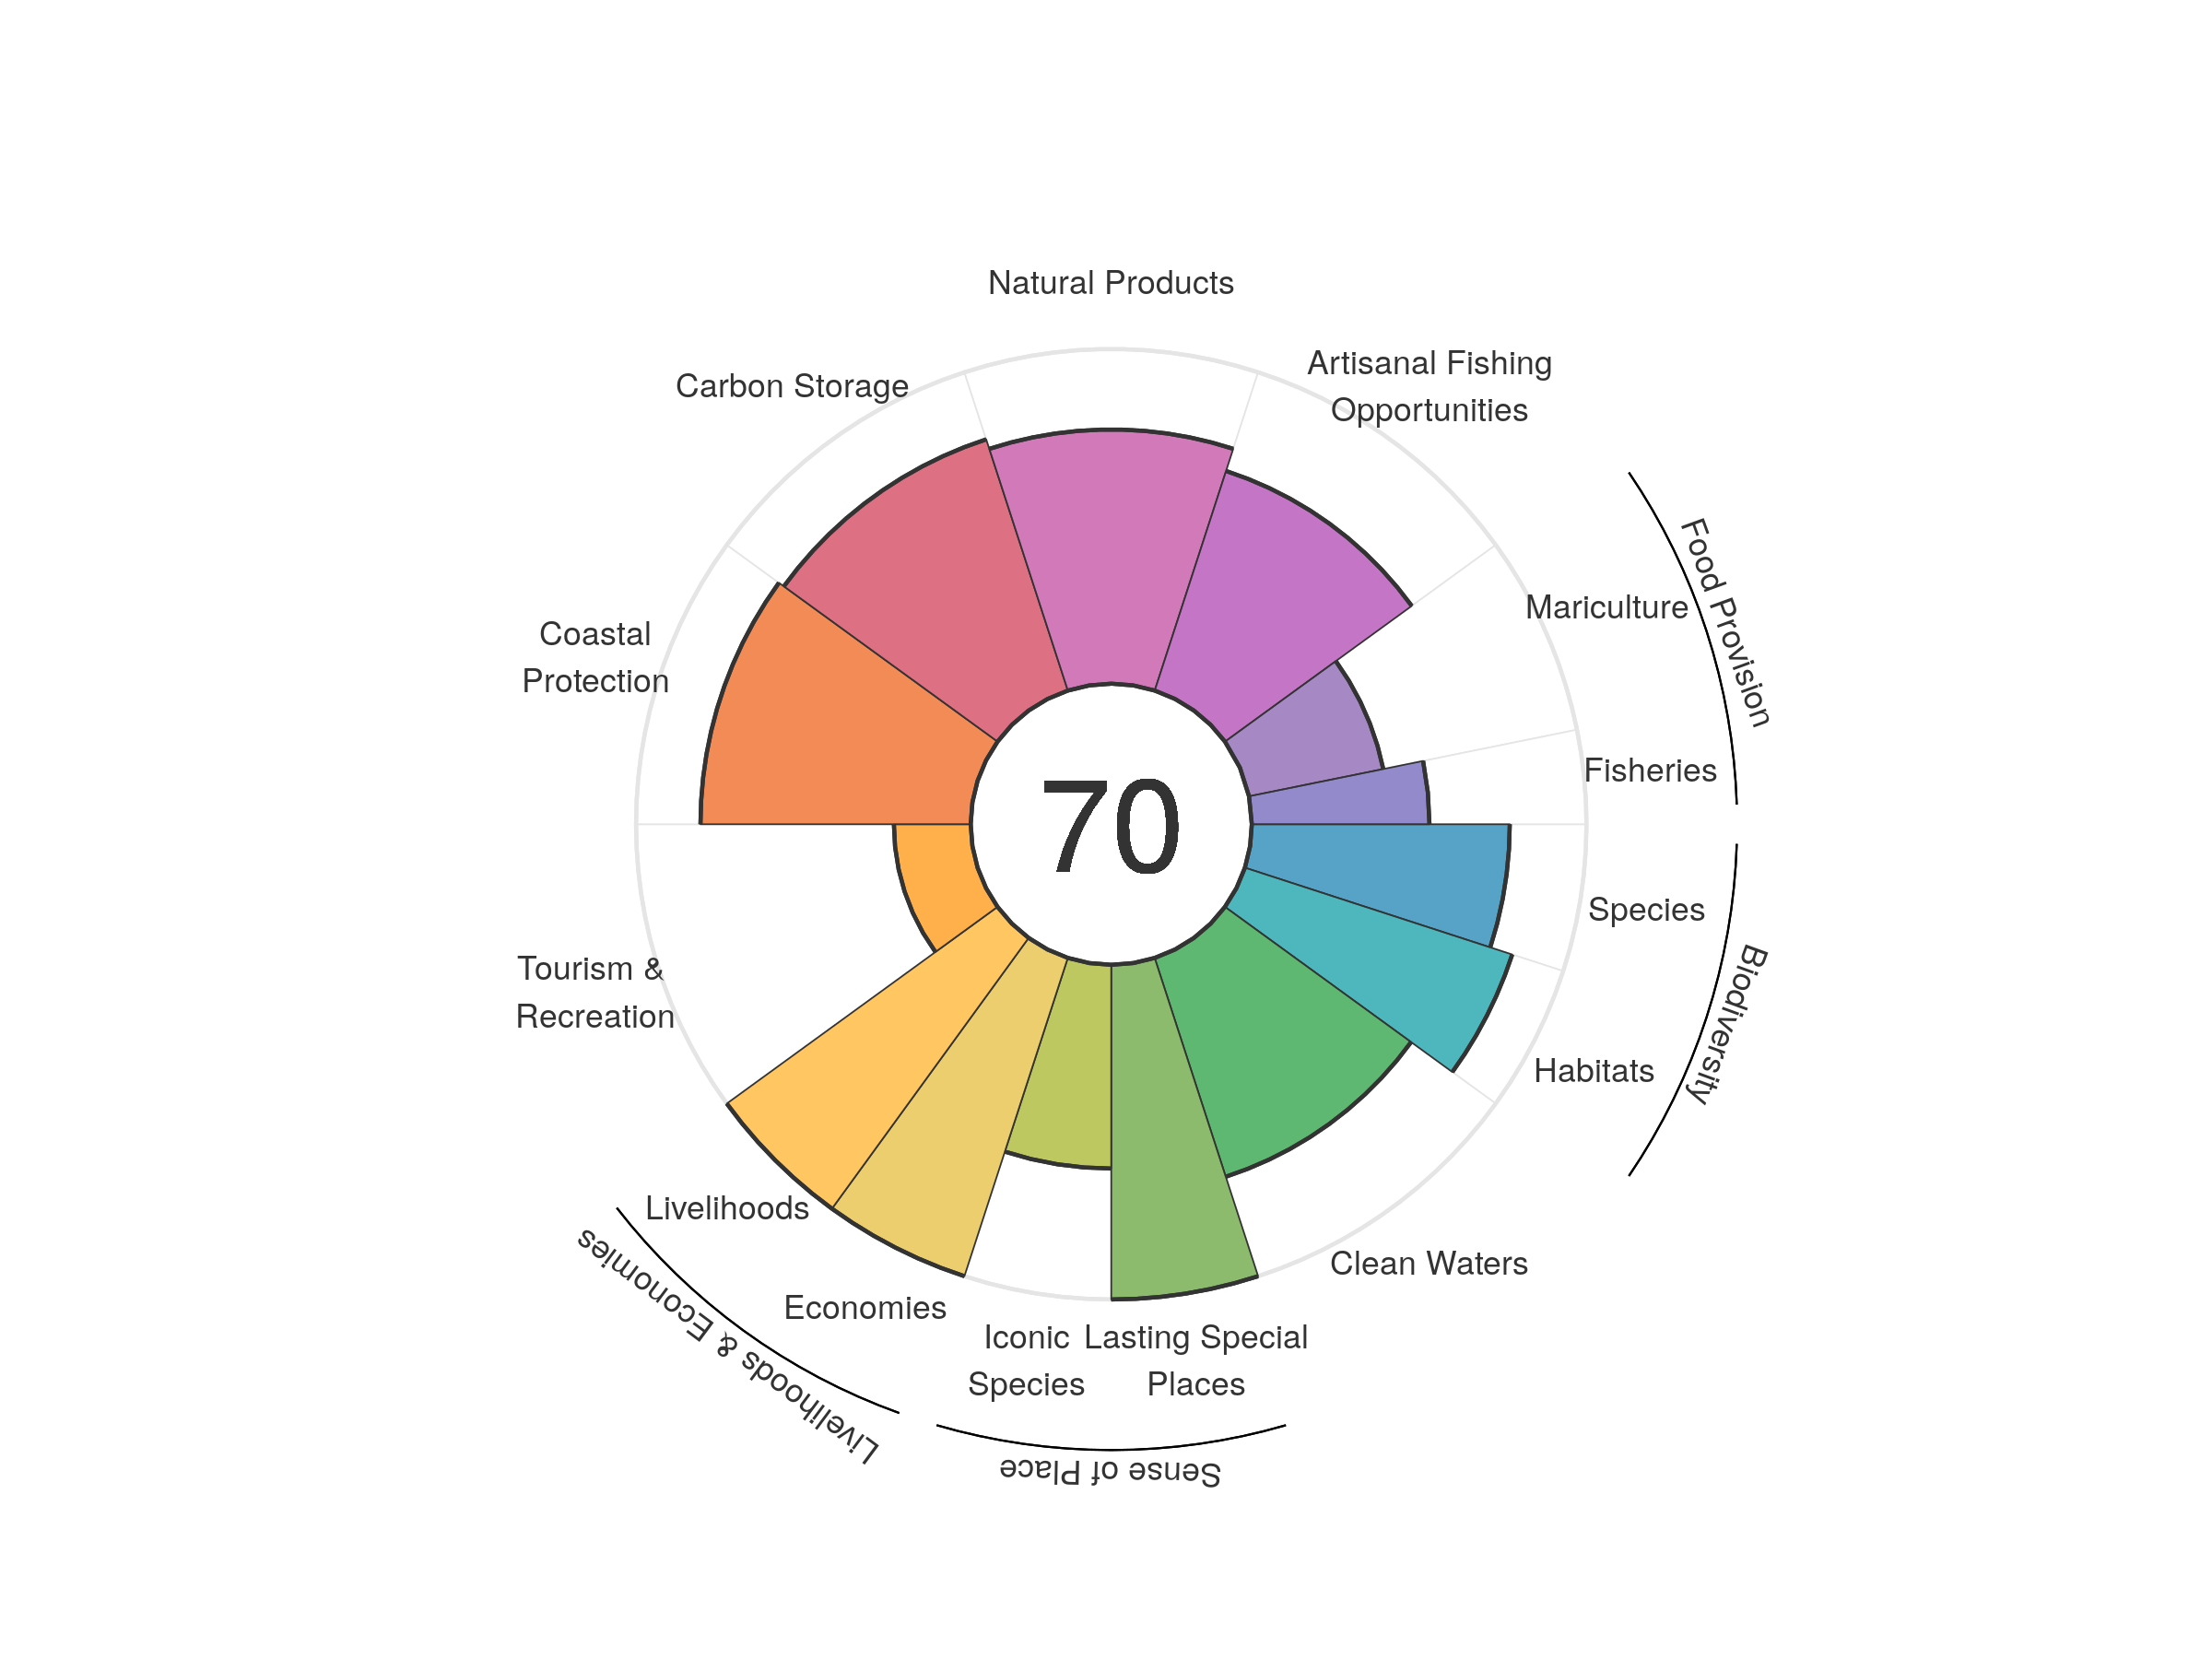 Natural Products
Artisanal Fishing
Opportunities
Carbon Storage
Food Provision
Mariculture
Coastal
Protection
Fisheries
70
Species
Biodiversity
Tourism &
Recreation
Habitats
Livelihoods
Clean Waters
Livelihoods & Economies
Economies
Iconic
Species
Lasting Special
Places
Sense of Place